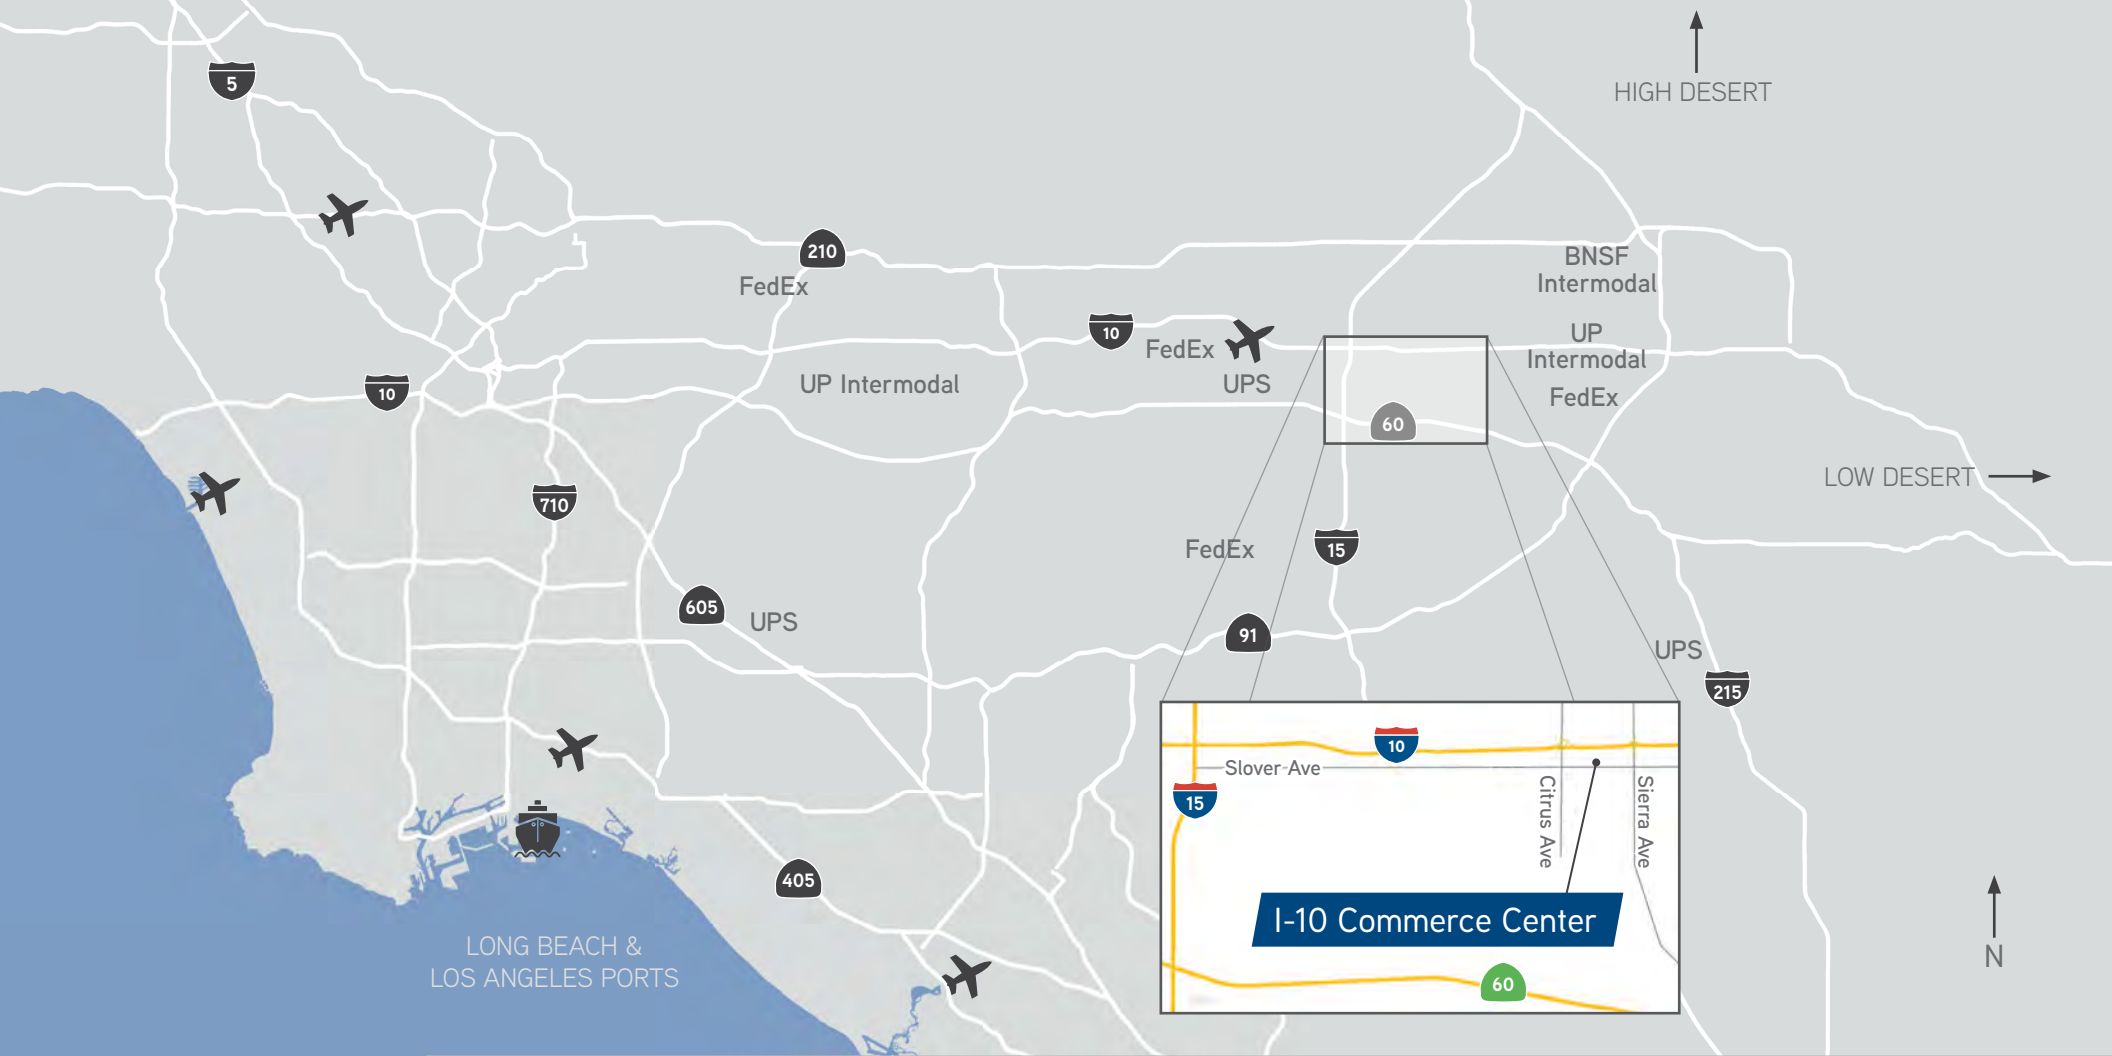 5
HIGH DESERT
210
FedEx
BNSF
Intermodal
10
FedEx
UPS
UP
Intermodal
FedEx
10
UP Intermodal
60
LOW DESERT
710
FedEx
15
605
UPS
91
UPS
215
10
Slover Ave
15
Citrus Ave
Sierra Ave
405
I-10 Commerce Center
60
LONG BEACH &
LOS ANGELES PORTS
N